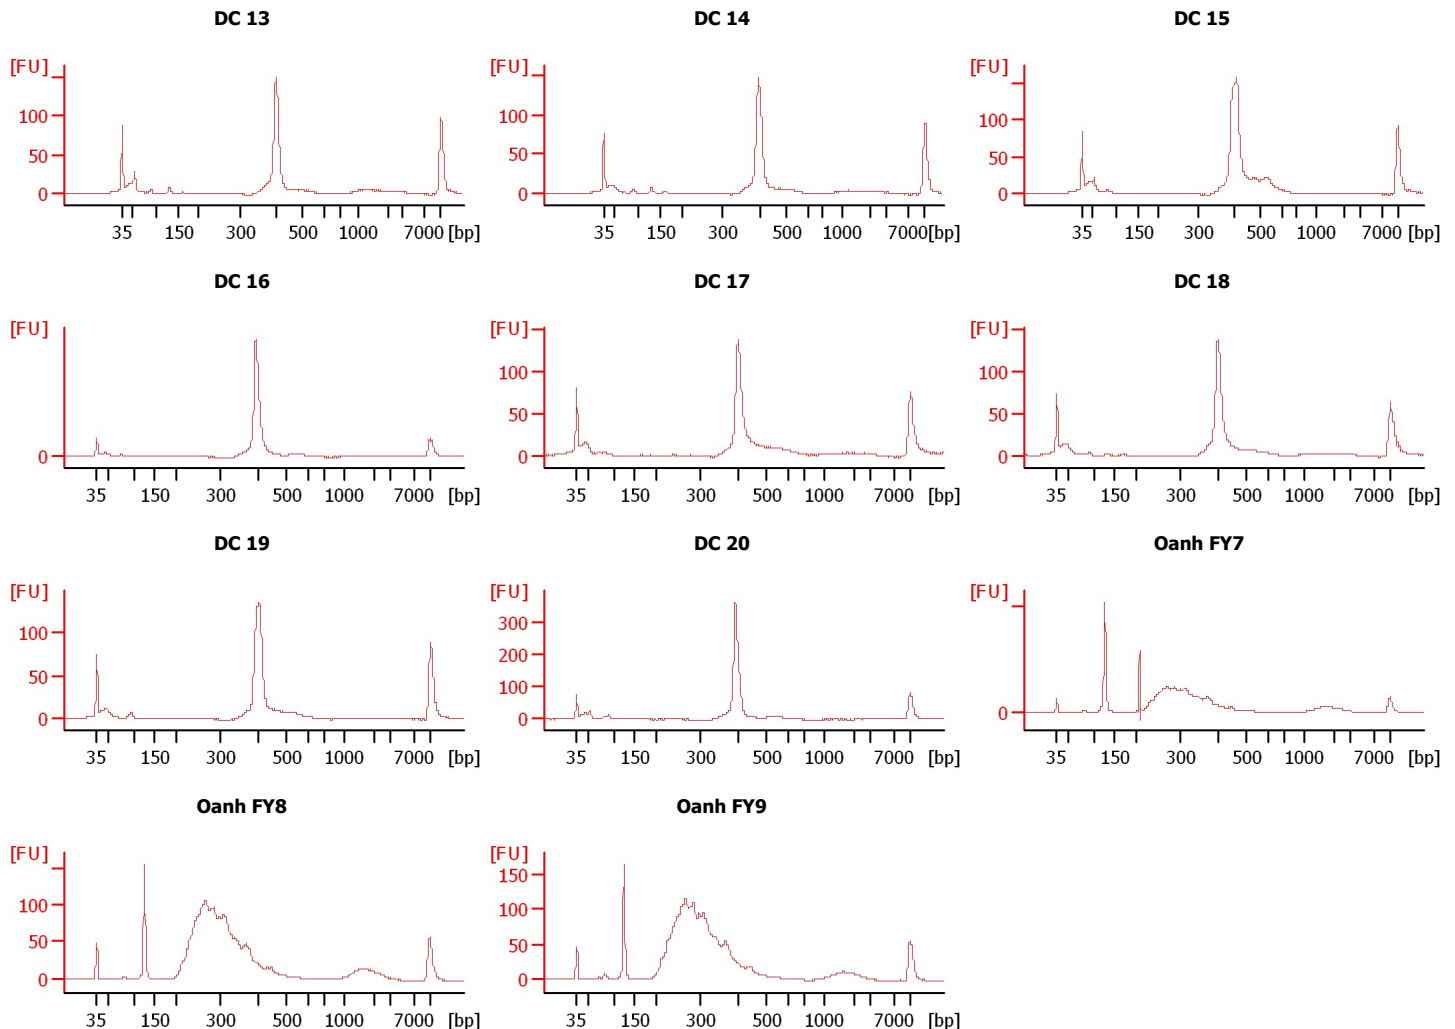 DC 13
DC 14
DC 15
[FU]
100
50
0
35 150 300 500 1000 7000 [bp]
[FU]
100
50
0
35 150 300 500 1000 7000[bp]
[FU]
100
50
0
35 150 300 500 1000 7000 [bp]
DC 16
DC 17
DC 18
[FU]
0
35 150 300 500 1000 7000 [bp]
[FU]
100
50
0
35 150 300 500 1000 7000 [bp]
[FU]
100
50
0
35 150 300 500 1000 7000 [bp]
DC 19
DC 20
Oanh FY7
[FU]
100
50
0
35 150 300 500 1000 7000 [bp]
[FU]
300
200
100
0
35 150 300 500 1000 7000 [bp]
[FU]
0
35 150 300 500 1000 7000 [bp]
Oanh FY8
Oanh FY9
[FU]
100
50
0
35 150 300 500 1000 7000 [bp]
[FU]
150
100
50
0
35 150 300 500 1000 7000 [bp]